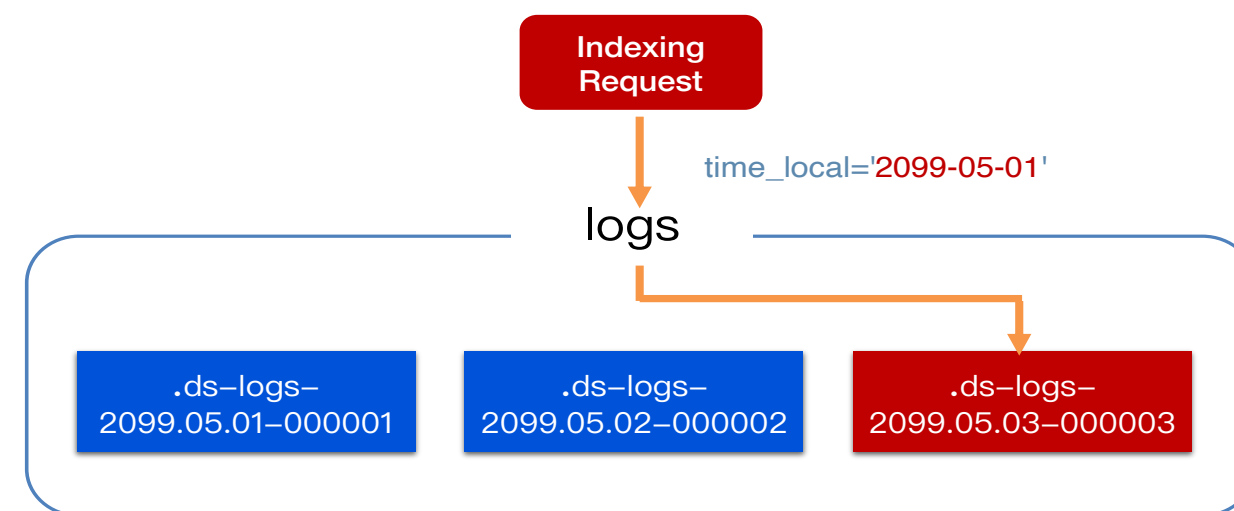 Indexing
Request
time_local='2099-05-01'
logs
.ds-logs-
2099.05.01-000001
.ds-logs-
2099.05.02-000002
.ds-logs-
2099.05.03-000003